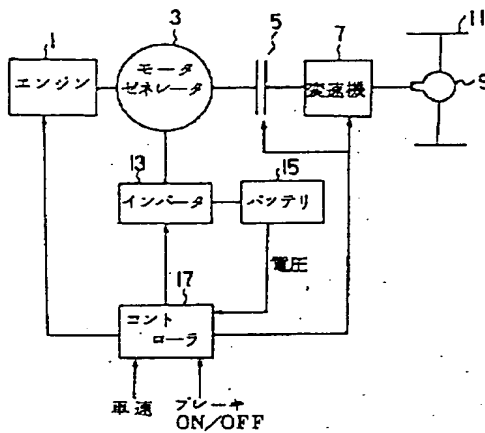 1
3
5
7
11
エンジン
モータ
ゼネレータ
変速機
9
13
15
インバータ
バッテリ
電圧
17
コント
ローラ
車速
ブレーキ
ON/OFF